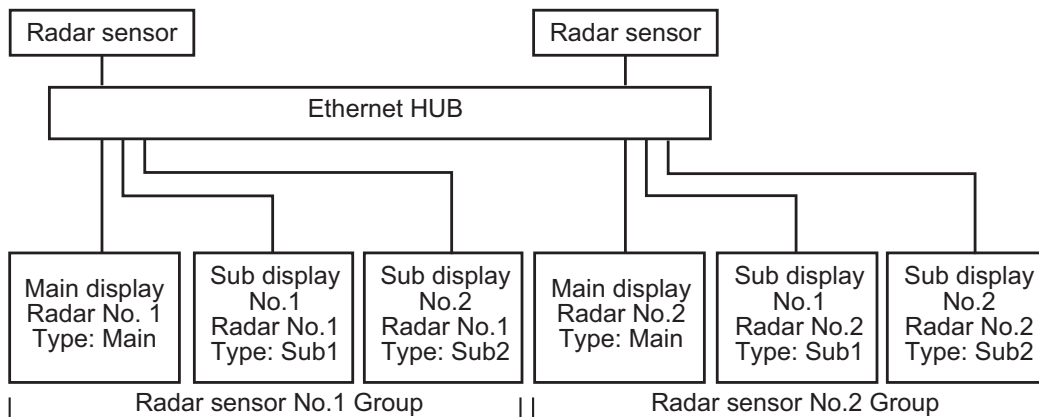 Radar sensor
Radar sensor
Ethernet HUB
Main display
Radar No. 1
Type: Main
Sub display
No.1
Radar No.1
Type: Sub1
Sub display
No.2
Radar No.1
Type: Sub2
Main display
Radar No.2
Type: Main
Sub display
No.1
Radar No.2
Type: Sub1
Sub display
No.2
Radar No.2
Type: Sub2
Radar sensor No.1 Group
Radar sensor No.2 Group